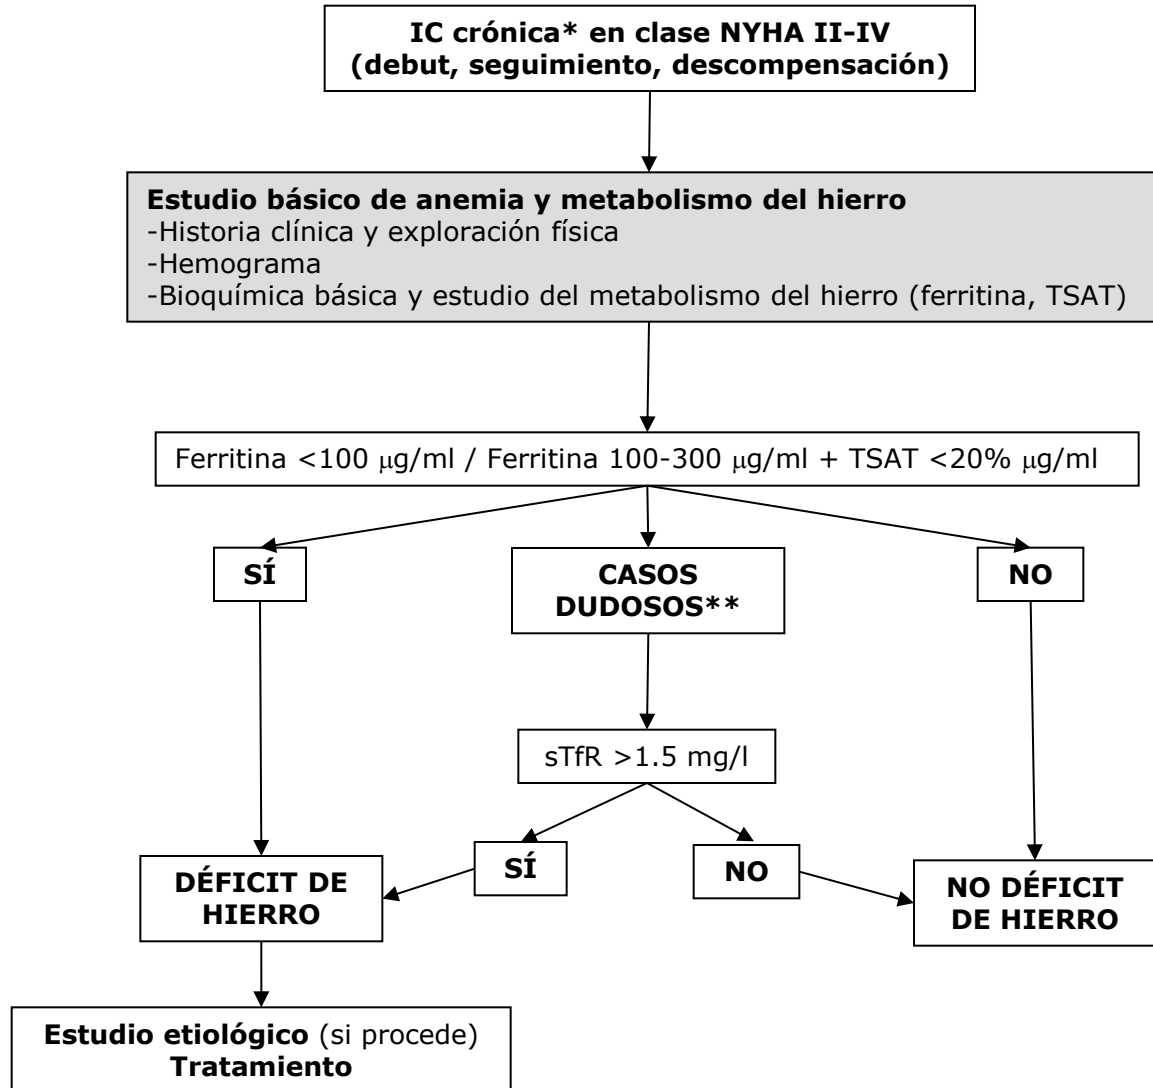 IC crónica* en clase NYHA II-IV
(debut, seguimiento, descompensación)
Estudio básico de anemia y metabolismo del hierro
-Historia clínica y exploración física
-Hemograma
-Bioquímica básica y estudio del metabolismo del hierro (ferritina, TSAT)
Ferritina <100 μg/ml / Ferritina 100-300 μg/ml + TSAT <20% μg/ml
SÍ
CASOS
DUDOSOS**
NO
sTfR >1.5 mg/l
SÍ
NO
DÉFICIT DE
HIERRO
NO DÉFICIT
DE HIERRO
Estudio etiológico (si procede)
Tratamiento